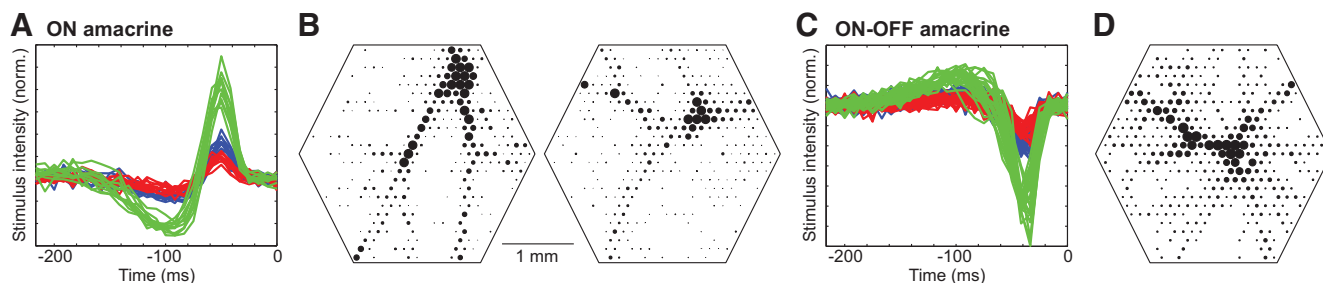 A ON amacrine
Stimulus intensity (norm.)
-200 -100 0
Time (ms)
B
1 mm
C ON-OFF amacrine
Stimulus intensity (norm.)
-200 -100 0
Time (ms)
D